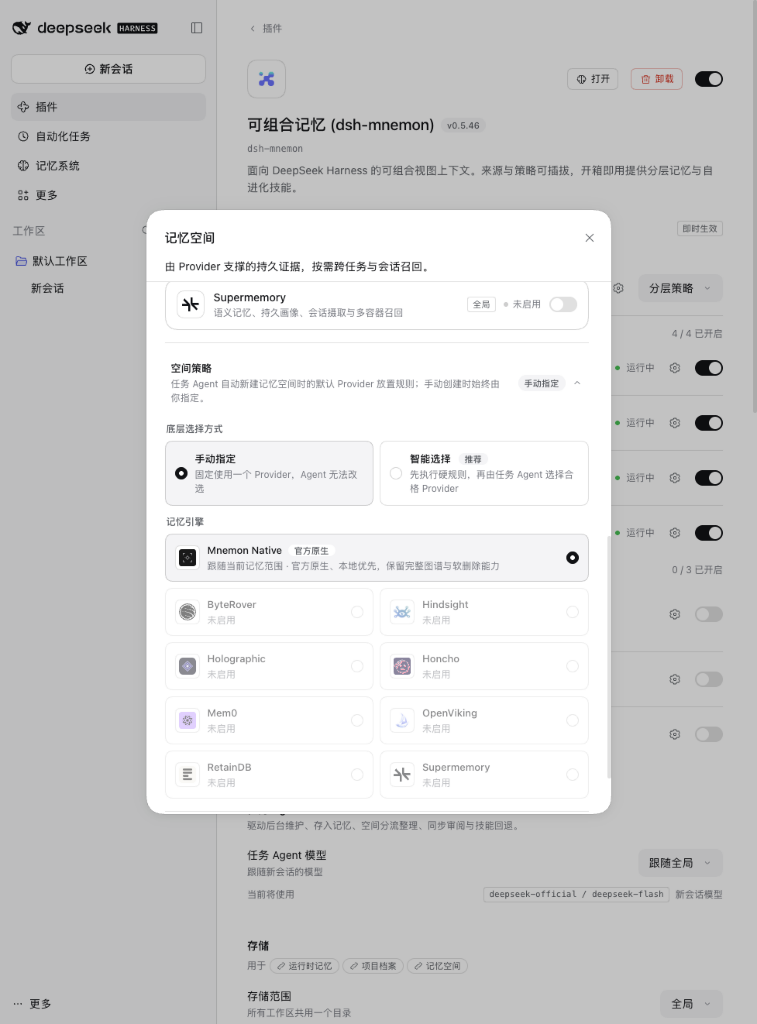 deepseek HARNESS
新会话
插件
自动化任务
记忆系统
更多
工作区
默认工作区
新会话
更多
插件
打开
卸载
可组合记忆 (dsh-mnemon) v0.5.46
dsh-mnemon
面向 DeepSeek Harness 的可组合视图上下文。来源与策略可插拔，开箱即用提供分层记忆与自
进化技能。
即时生效
分层策略
4 / 4 已开启
运行中
运行中
运行中
运行中
0 / 3 已开启
记忆空间
由 Provider 支撑的持久证据，按需跨任务与会话召回。
Supermemory
语义记忆、持久画像、会话摄取与多容器召回
全局
未启用
空间策略
任务 Agent 自动新建记忆空间时的默认 Provider 放置规则；手动创建时始终由
你指定。
手动指定
底层选择方式
手动指定
固定使用一个 Provider，Agent 无法改
选
智能选择 推荐
先执行硬规则，再由任务 Agent 选择合
格 Provider
记忆引擎
Mnemon Native 官方原生
跟随当前记忆范围 · 官方原生、本地优先，保留完整图谱与软删除能力
ByteRover
未启用
Hindsight
未启用
Holographic
未启用
Honcho
未启用
Mem0
未启用
OpenViking
未启用
RetainDB
未启用
Supermemory
未启用
驱动后台维护、存入记忆、空间分流整理、同步审阅与技能回退。
任务 Agent 模型
跟随新会话的模型
跟随全局
当前将使用
deepseek-official / deepseek-flash 新会话模型
存储
用于 运行时记忆 项目档案 记忆空间
存储范围
所有工作区共用一个目录
全局